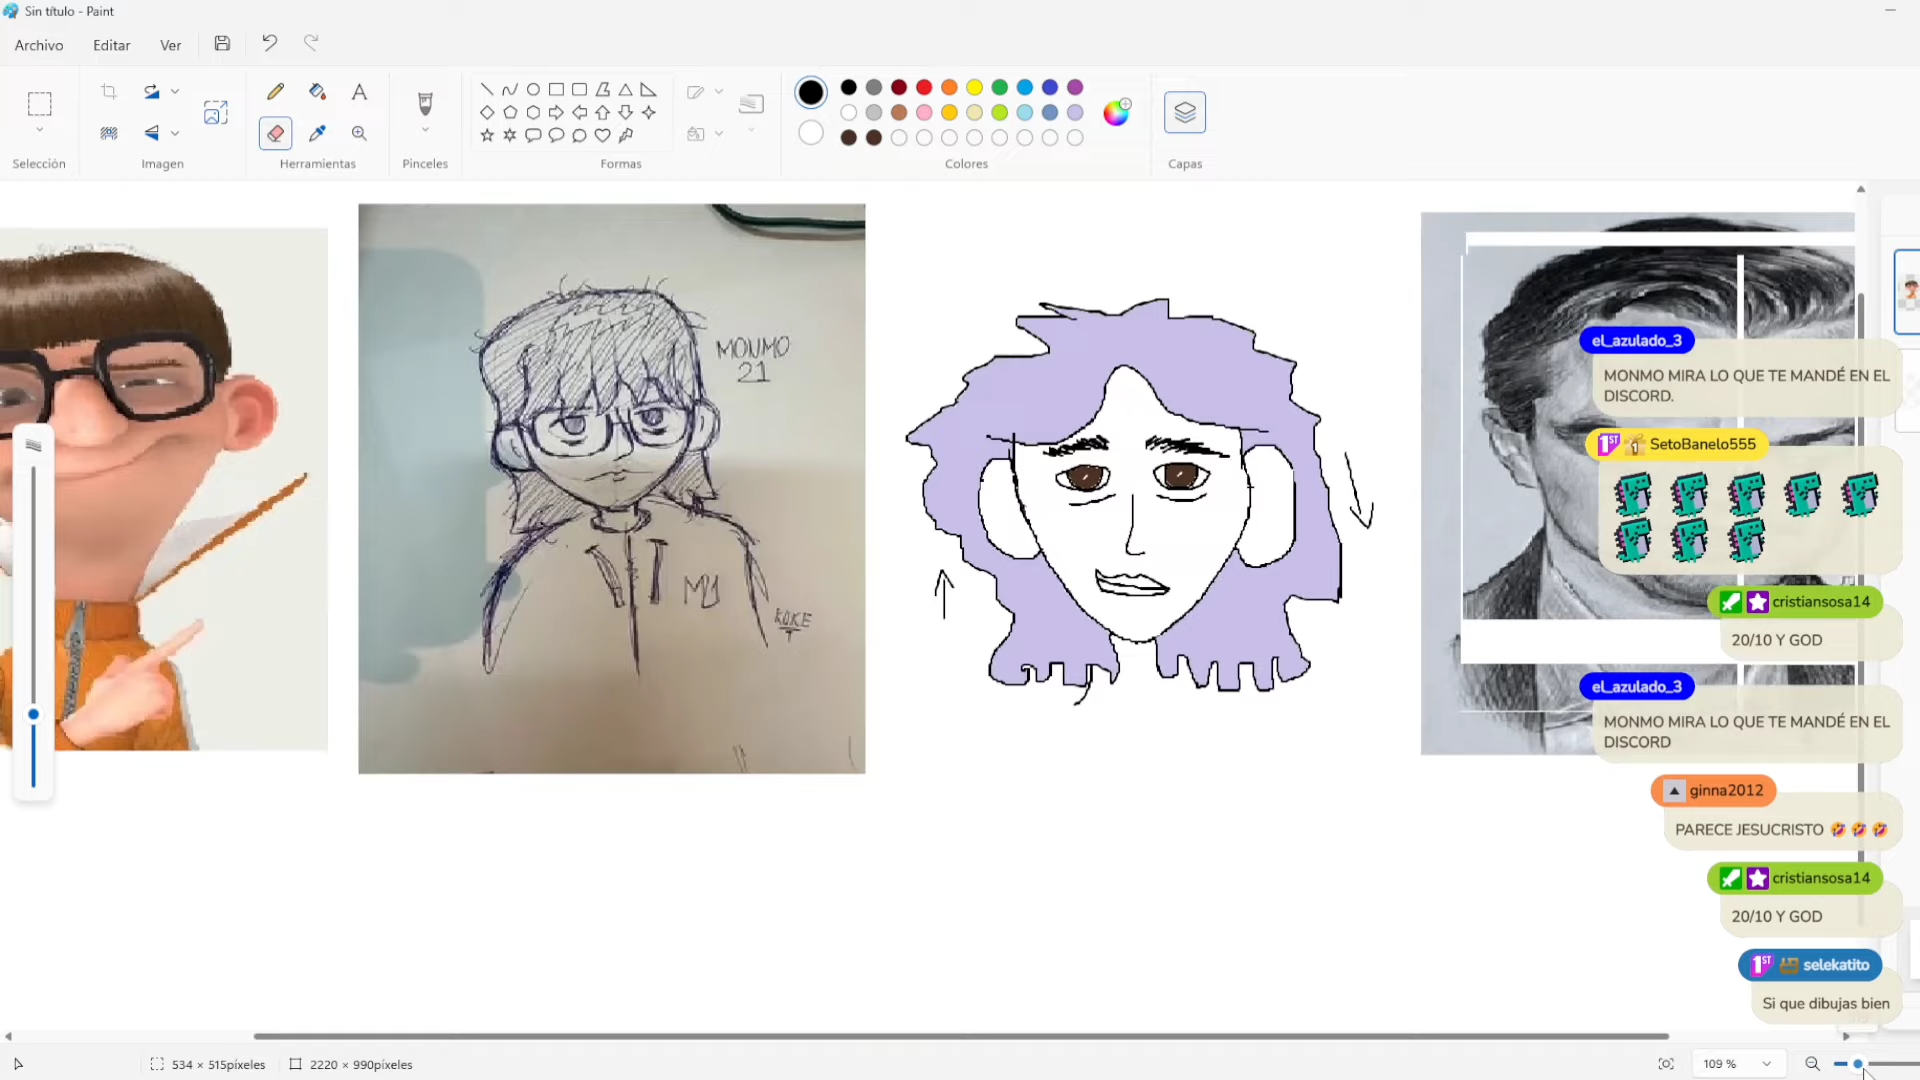 Sin título - Paint
Archivo
Editar
Ver
Selección
Imagen
Herramientas
Pinceles
Formas
Colores
Capas
MONMO
21
M1
KOKE
el_azulado_3
MONMO MIRA LO QUE TE MANDÉ EN EL
DISCORD.
1ST SetoBanelo555
cristiansosa14
20/10 Y GOD
el_azulado_3
MONMO MIRA LO QUE TE MANDÉ EN EL
DISCORD
ginna2012
PARECE JESUCRISTO 🤣 🤣 🤣
cristiansosa14
20/10 Y GOD
1ST selekatito
Si que dibujas bien
534 × 515píxeles
2220 × 990píxeles
109 %